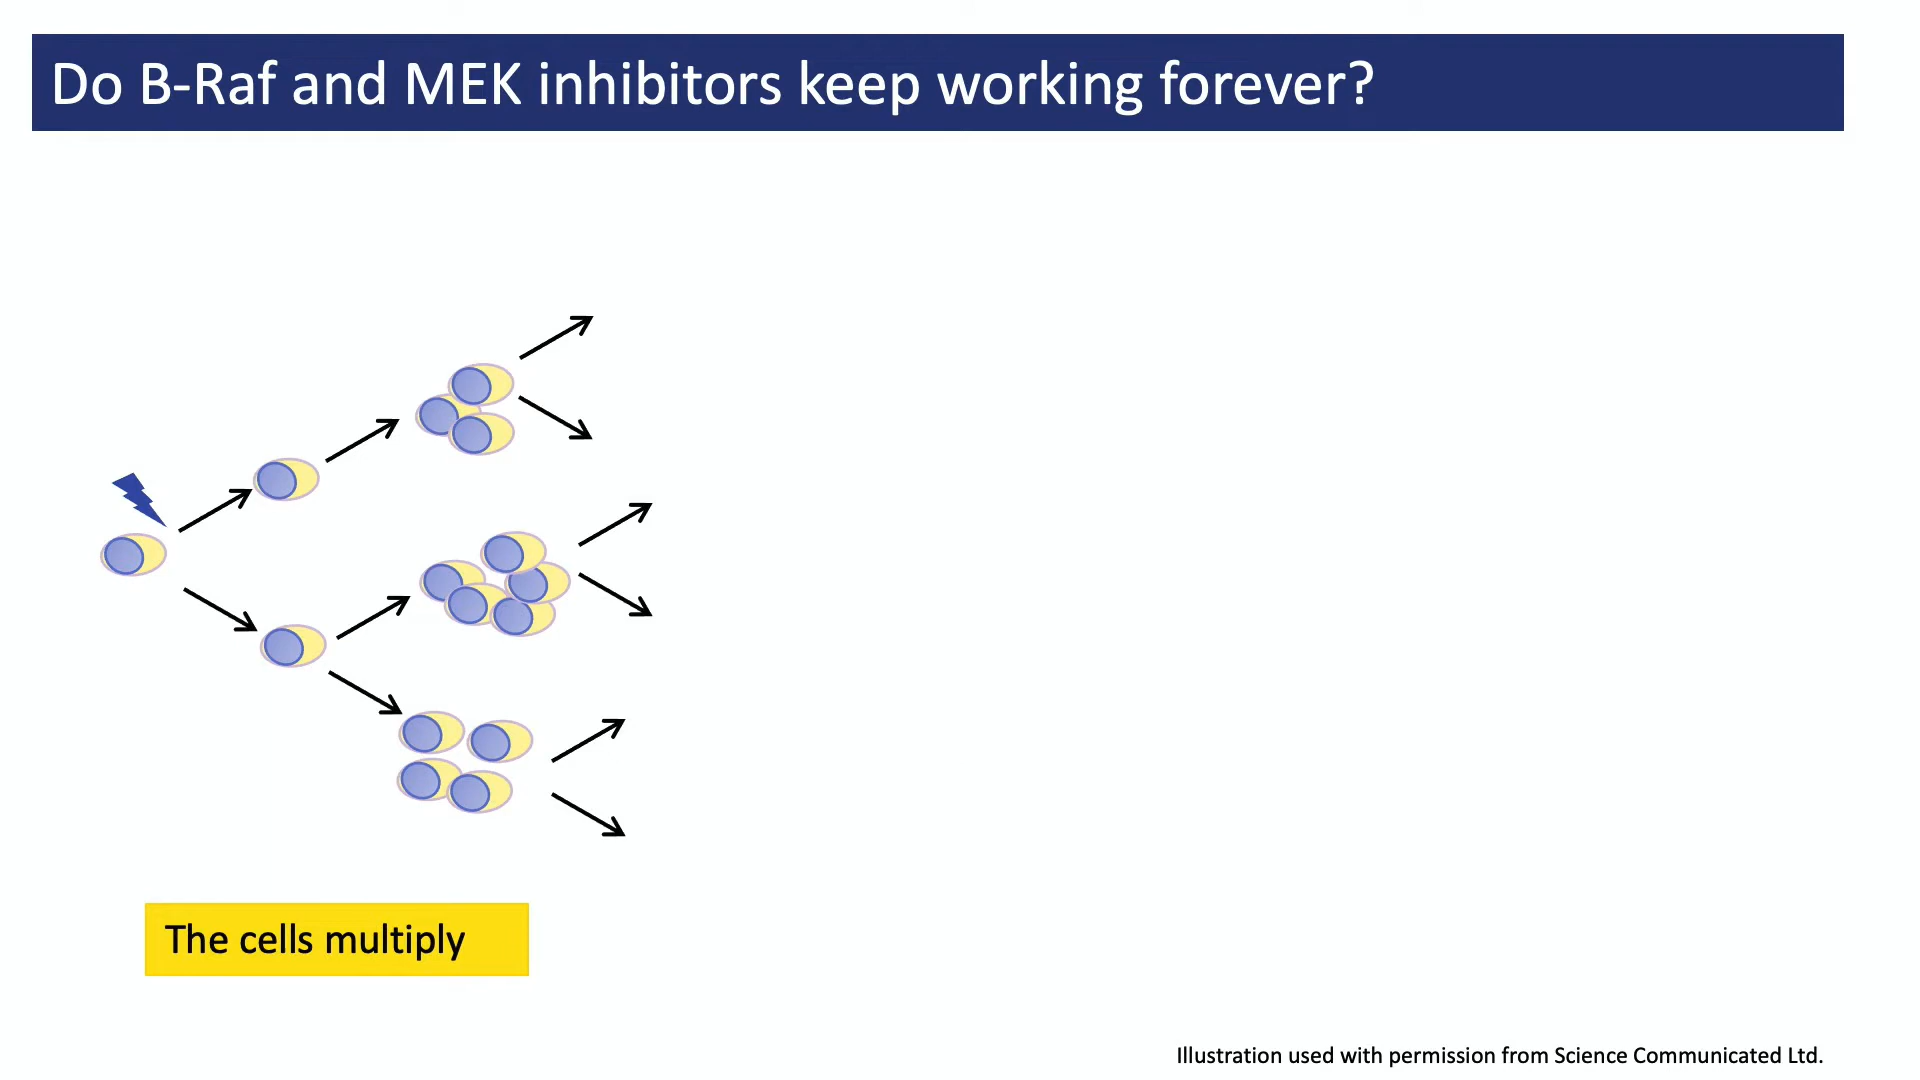 Do B-Raf and MEK inhibitors keep working forever?
The cells multiply
Illustration used with permission from Science Communicated Ltd.